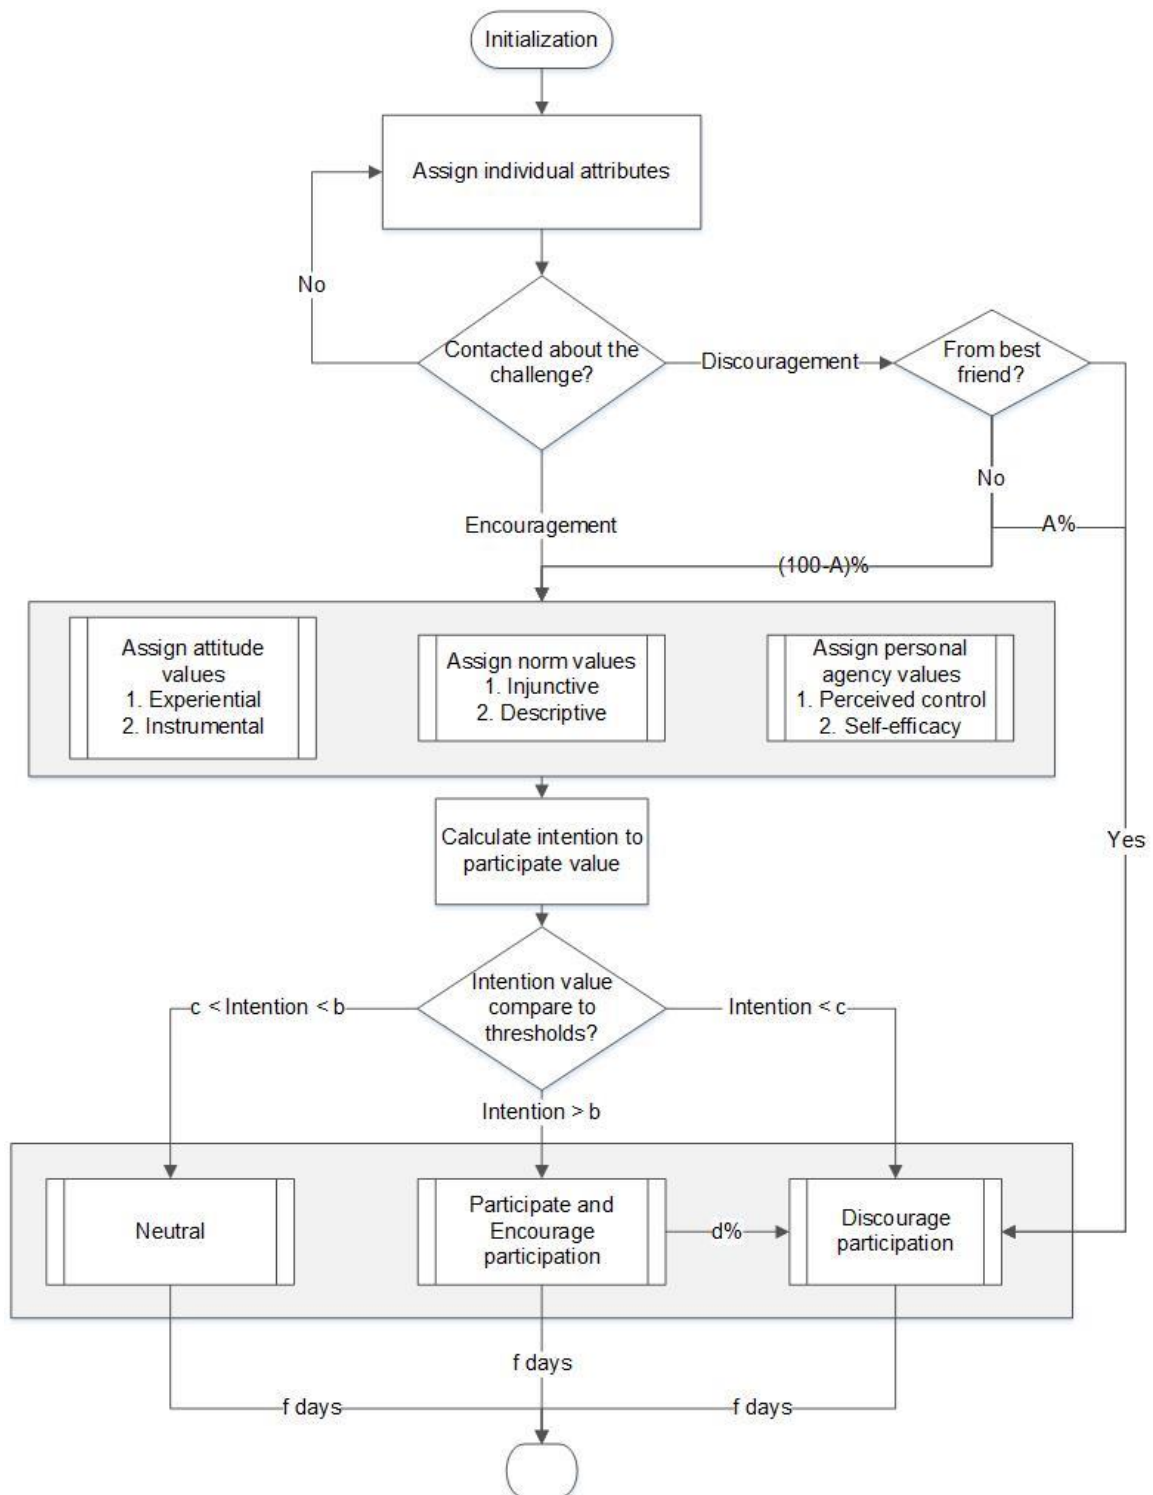 Initialization
Assign individual attributes
No
Contacted about the
challenge?
Discouragement
From best
friend?
No
Encouragement
A%
(100-A)%
Assign attitude
values
1. Experiential
2. Instrumental
Assign norm values
1. Injunctive
2. Descriptive
Assign personal
agency values
1. Perceived control
2. Self-efficacy
Calculate intention to
participate value
Yes
Intention value
compare to
thresholds?
c < Intention < b
Intention < c
Intention > b
Neutral
Participate and
Encourage
participation
d%
Discourage
participation
f days
f days
f days